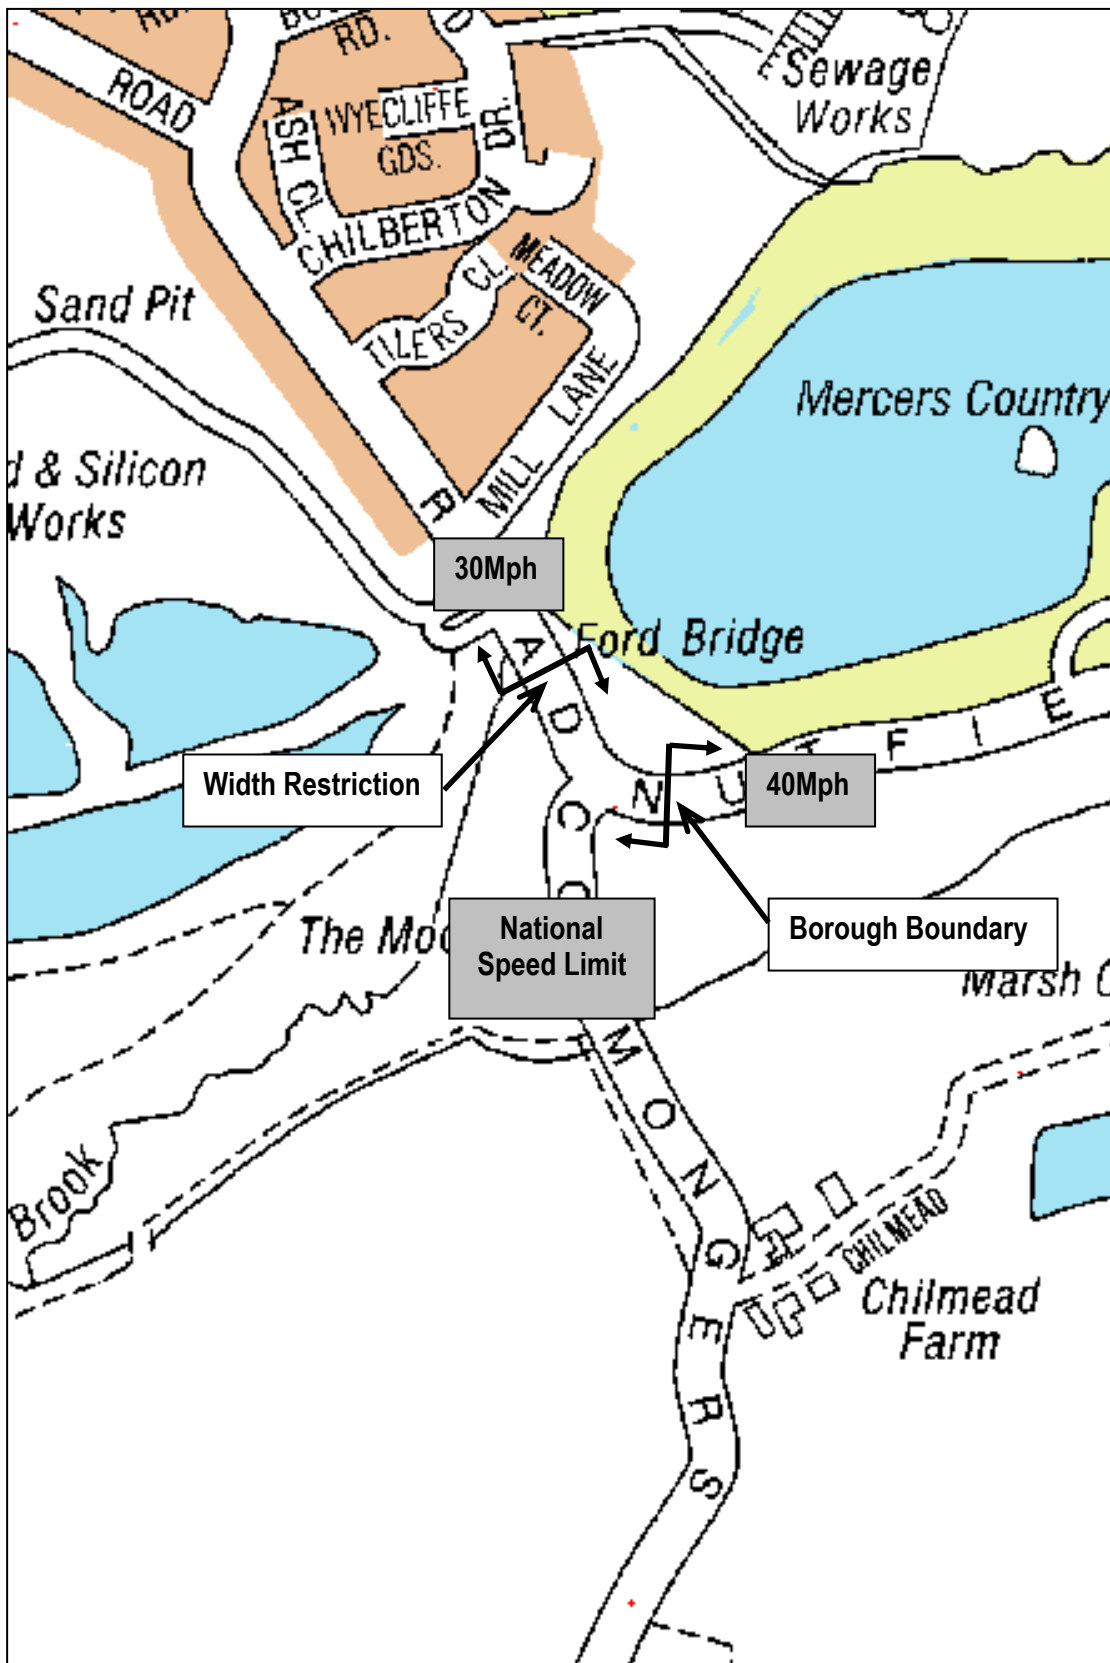 RD.
ROAD
ASH CL.
WYECLIFFE
GDS.
DR.
CHILBERTON
Sewage
Works
MEADOW
CT.
TILERS CL.
Sand Pit
MILL LANE
Mercers Country
d & Silicon
Works
30Mph
Ford Bridge
Width Restriction
40Mph
National
Speed Limit
Borough Boundary
The Moo
Marsh
MONGERS
Brook
CHILMEAD
Chilmead
Farm